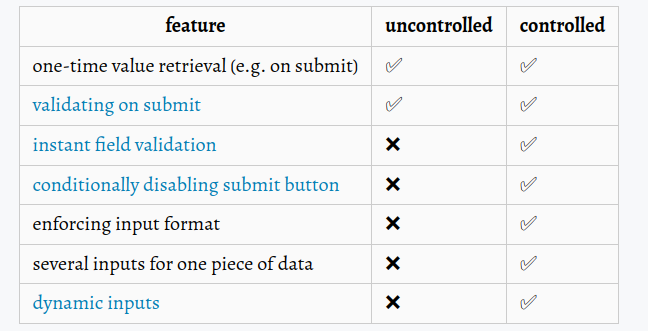 feature uncontrolled controlled
one-time value retrieval (e.g. on submit) ✅ ✅
validating on submit ✅ ✅
instant field validation ❌ ✅
conditionally disabling submit button ❌ ✅
enforcing input format ❌ ✅
several inputs for one piece of data ❌ ✅
dynamic inputs ❌ ✅